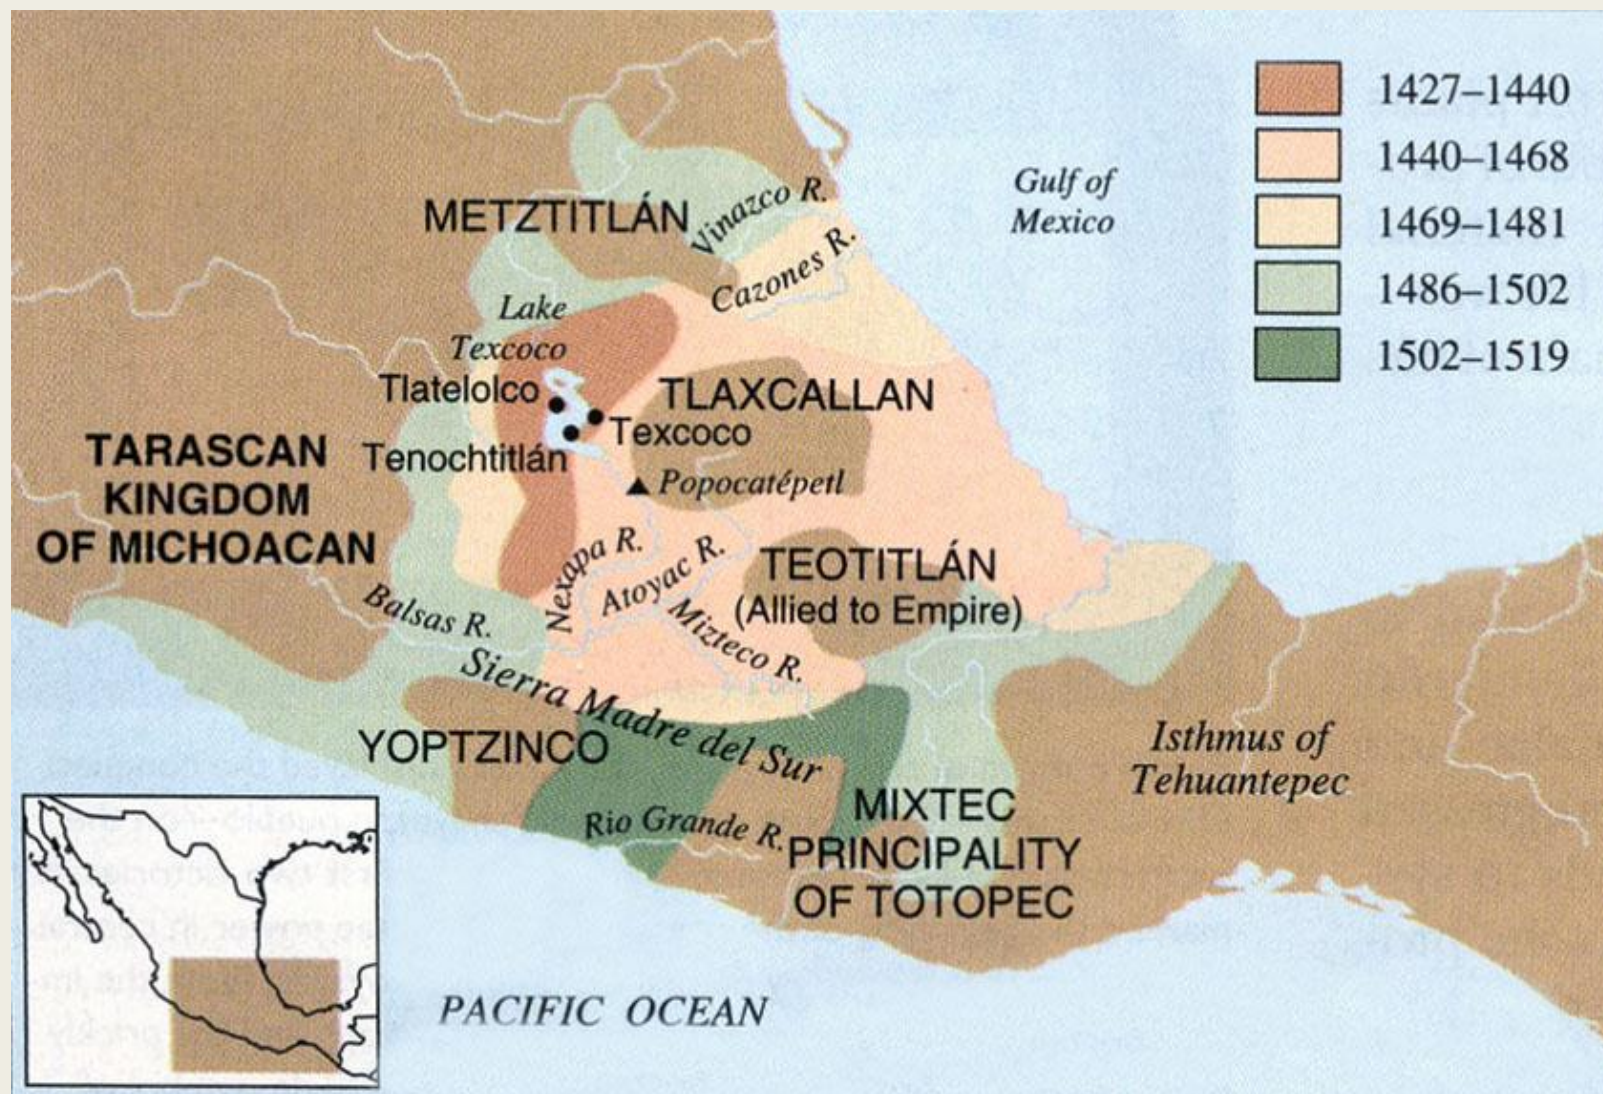 1427–1440
1440–1468
1469–1481
1486–1502
1502–1519
Gulf of
Mexico
METZTITLÁN
Vinazco R.
Cazones R.
Lake
Texcoco
Tlatelolco
TLAXCALLAN
Texcoco
Tenochtitlán
Popocatépetl
TARASCAN
KINGDOM
OF MICHOACAN
Nexapa R.
Atoyac R.
TEOTITLÁN
(Allied to Empire)
Balsas R.
Mizteco R.
Sierra Madre del Sur
YOPTZINCO
Isthmus of
Tehuantepec
Rio Grande R.
MIXTEC
PRINCIPALITY
OF TOTOPEC
PACIFIC OCEAN